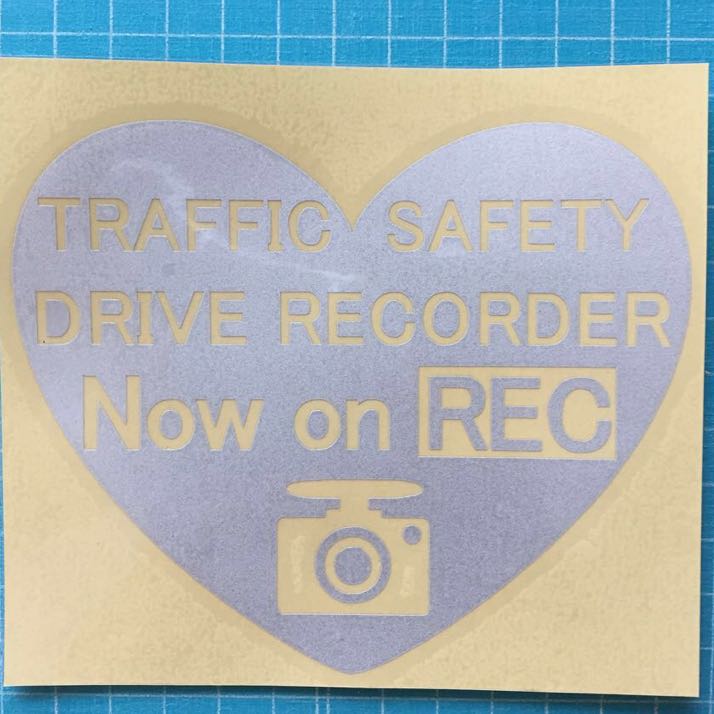 TRAFFIC SAFETY
DRIVE RECORDER
Now on REC